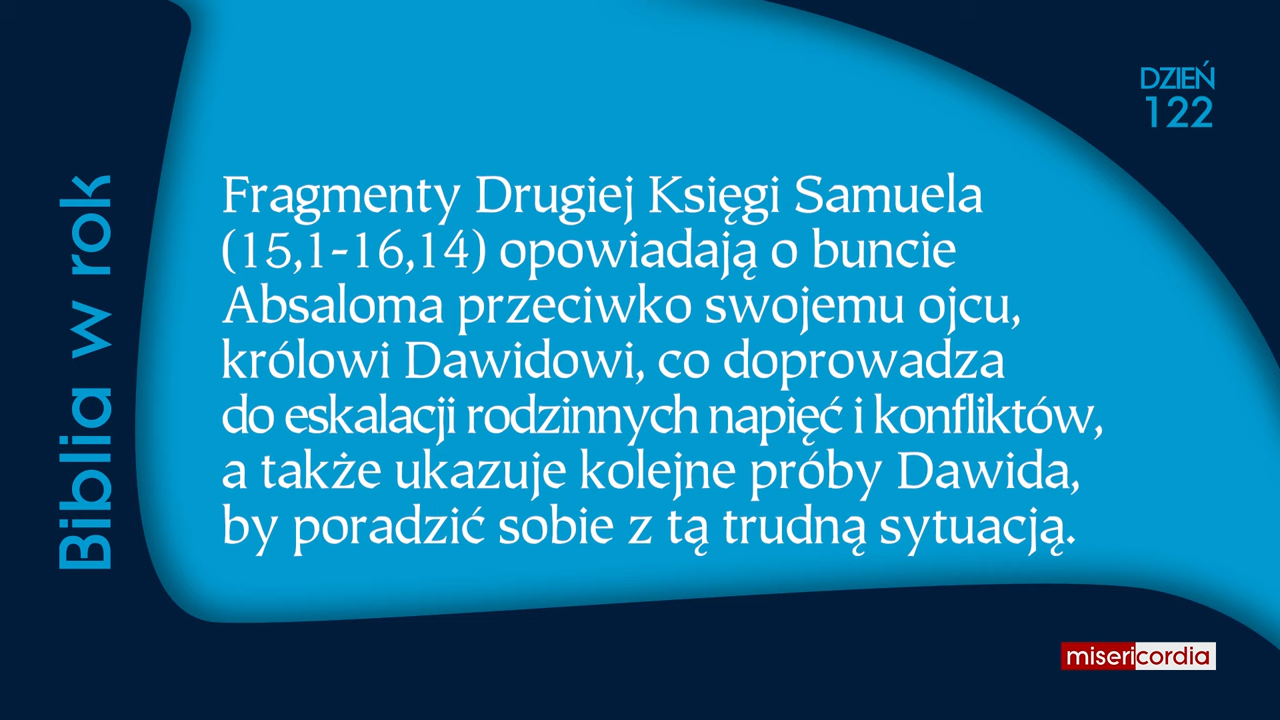 Biblia w rok
DZIEŃ
122
Fragmenty Drugiej Księgi Samuela
(15,1-16,14) opowiadają o buncie
Absaloma przeciwko swojemu ojcu,
królowi Dawidowi, co doprowadza
do eskalacji rodzinnych napięć i konfliktów,
a także ukazuje kolejne próby Dawida,
by poradzić sobie z tą trudną sytuacją.
misericordia